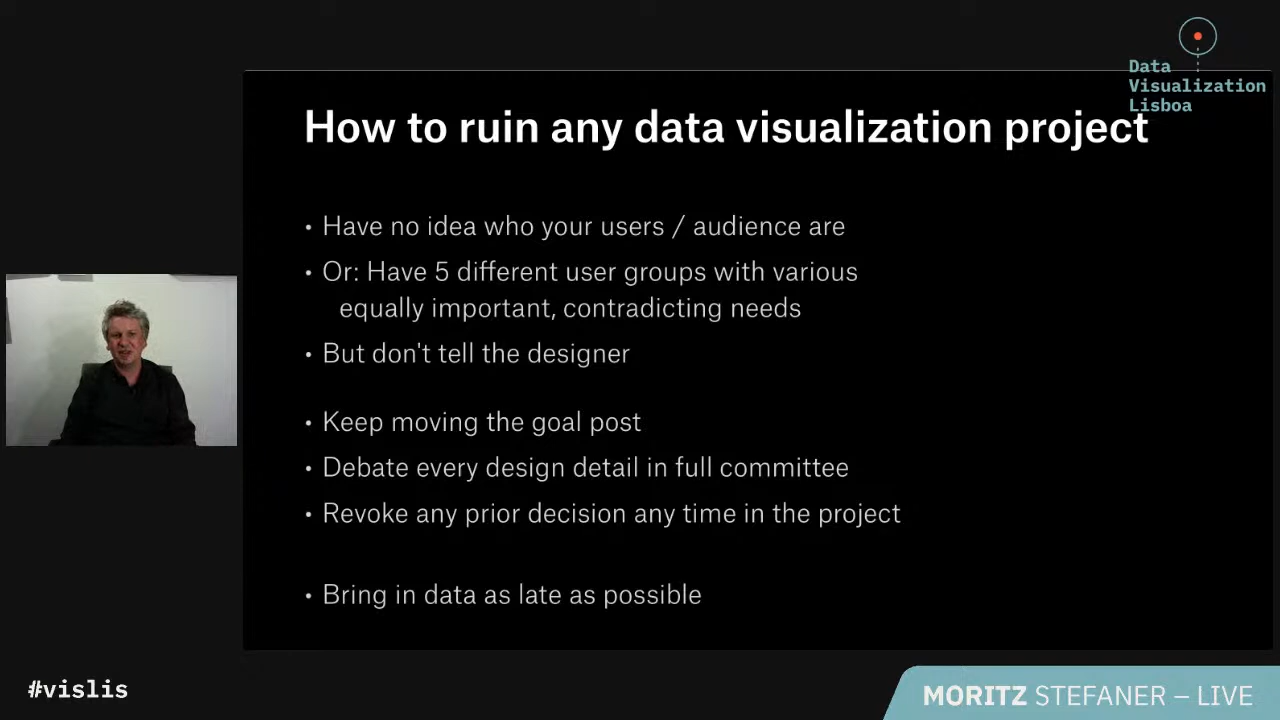 Data
Visualization
Lisboa
How to ruin any data visualization project
• Have no idea who your users / audience are
• Or: Have 5 different user groups with various
equally important, contradicting needs
• But don't tell the designer
• Keep moving the goal post
• Debate every design detail in full committee
• Revoke any prior decision any time in the project
• Bring in data as late as possible
#vislis
MORITZ STEFANER – LIVE